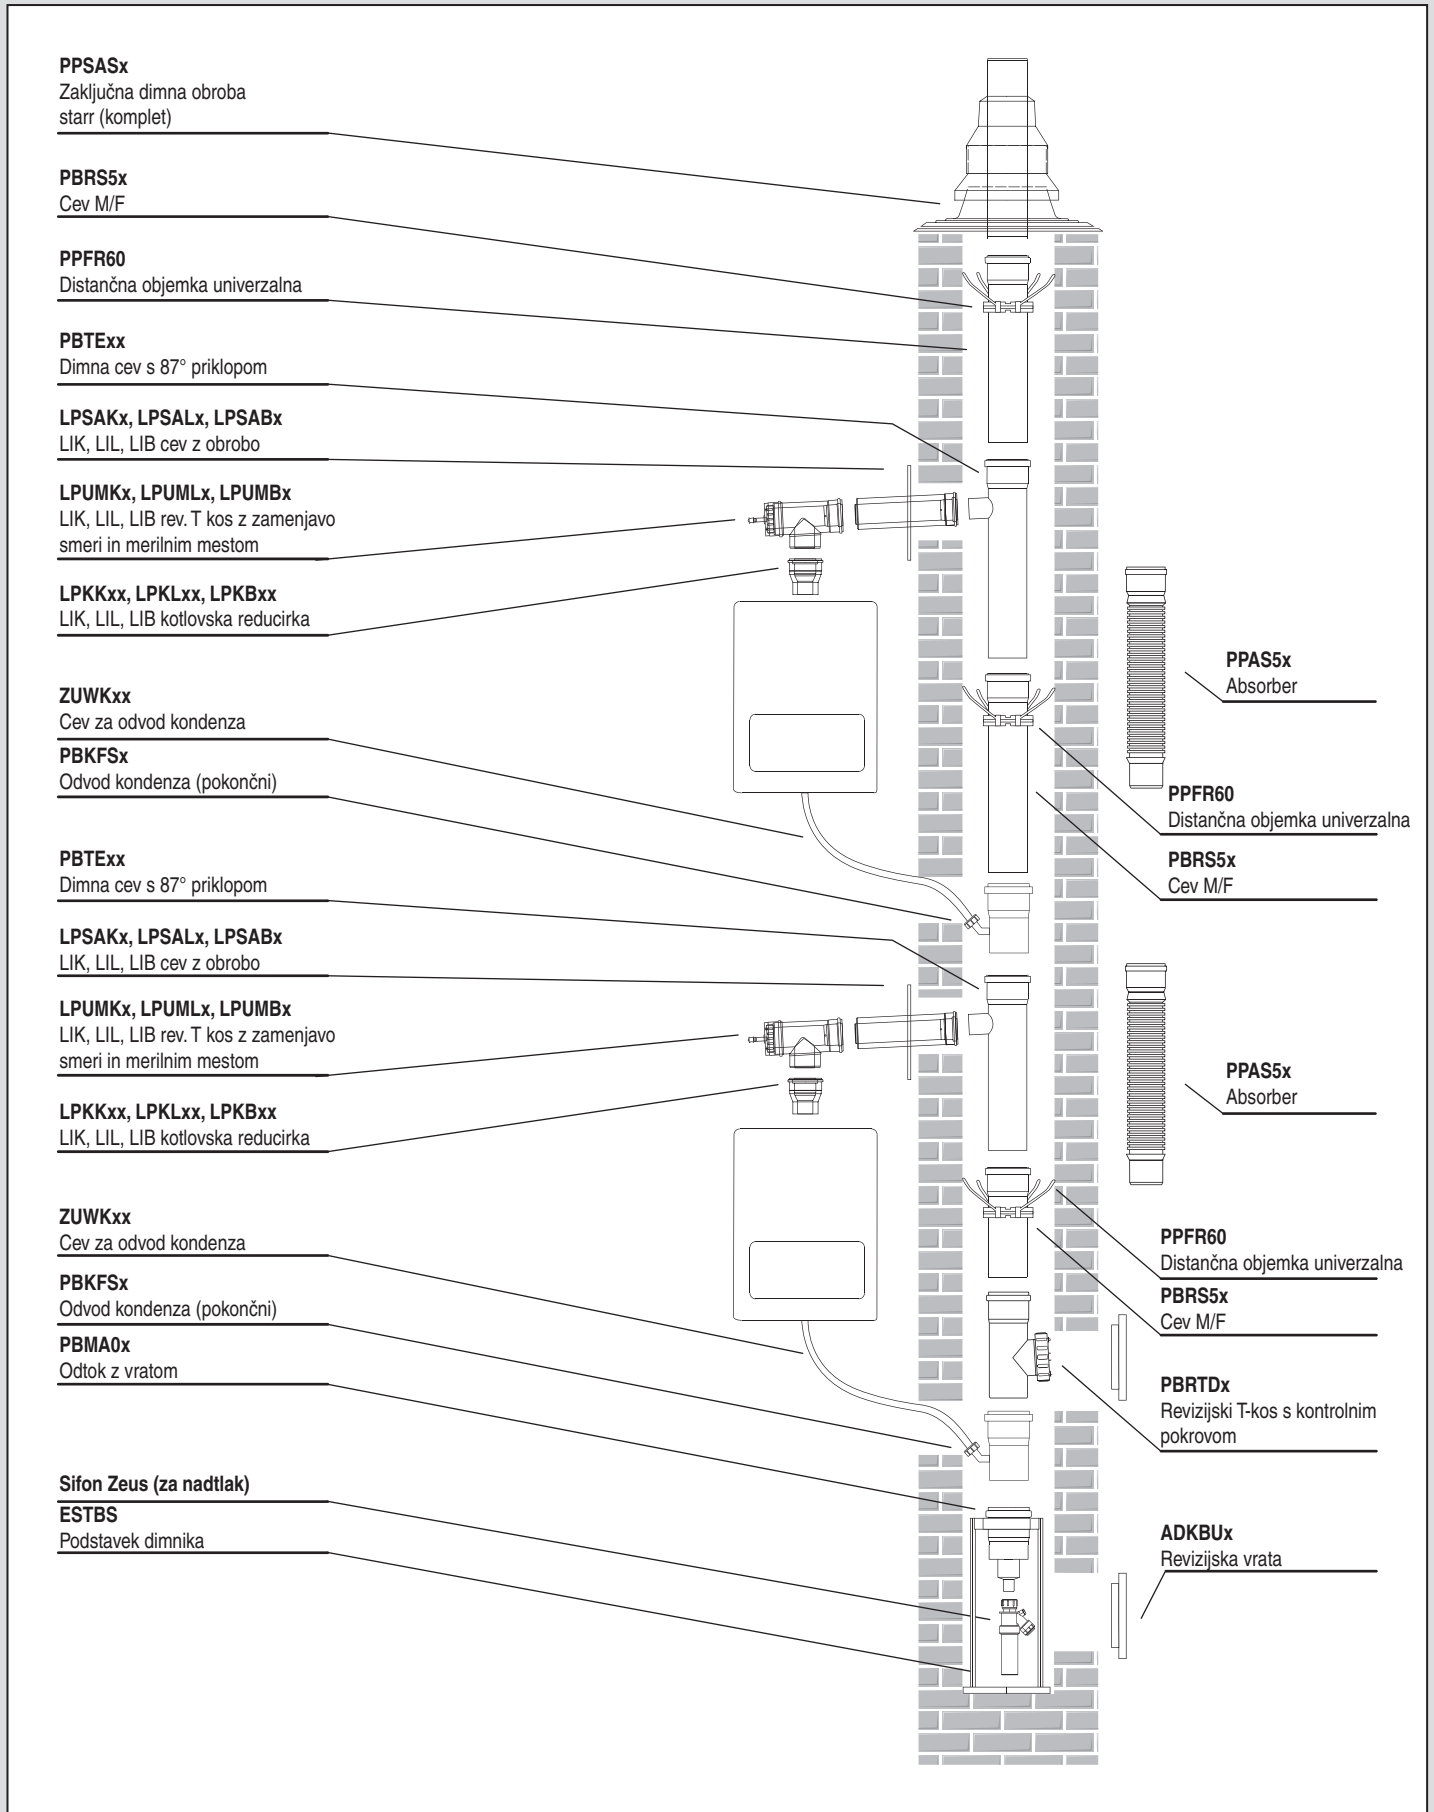 PPSASx
Zaključna dimna obroba
starr (komplet)
PBRS5x
Cev M/F
PPFR60
Distančna objemka univerzalna
PBTExx
Dimna cev s 87° priklopom
LPSAKx, LPSALx, LPSABx
LIK, LIL, LIB cev z obrobo
LPUMKx, LPUMLx, LPUMBx
LIK, LIL, LIB rev. T kos z zamenjavo
smeri in merilnim mestom
LPKKxx, LPKLxx, LPKBxx
LIK, LIL, LIB kotlovska reducirka
ZUWKxx
Cev za odvod kondenza
PBKFSx
Odvod kondenza (pokončni)
PBTExx
Dimna cev s 87° priklopom
LPSAKx, LPSALx, LPSABx
LIK, LIL, LIB cev z obrobo
LPUMKx, LPUMLx, LPUMBx
LIK, LIL, LIB rev. T kos z zamenjavo
smeri in merilnim mestom
LPKKxx, LPKLxx, LPKBxx
LIK, LIL, LIB kotlovska reducirka
ZUWKxx
Cev za odvod kondenza
PBKFSx
Odvod kondenza (pokončni)
PBMA0x
Odtok z vratom
Sifon Zeus (za nadtlak)
ESTBS
Podstavek dimnika
PPAS5x
Absorber
PPFR60
Distančna objemka univerzalna
PBRS5x
Cev M/F
PPAS5x
Absorber
PPFR60
Distančna objemka univerzalna
PBRS5x
Cev M/F
PBRTDx
Revizijski T-kos s kontrolnim
pokrovom
ADKBUx
Revizijska vrata